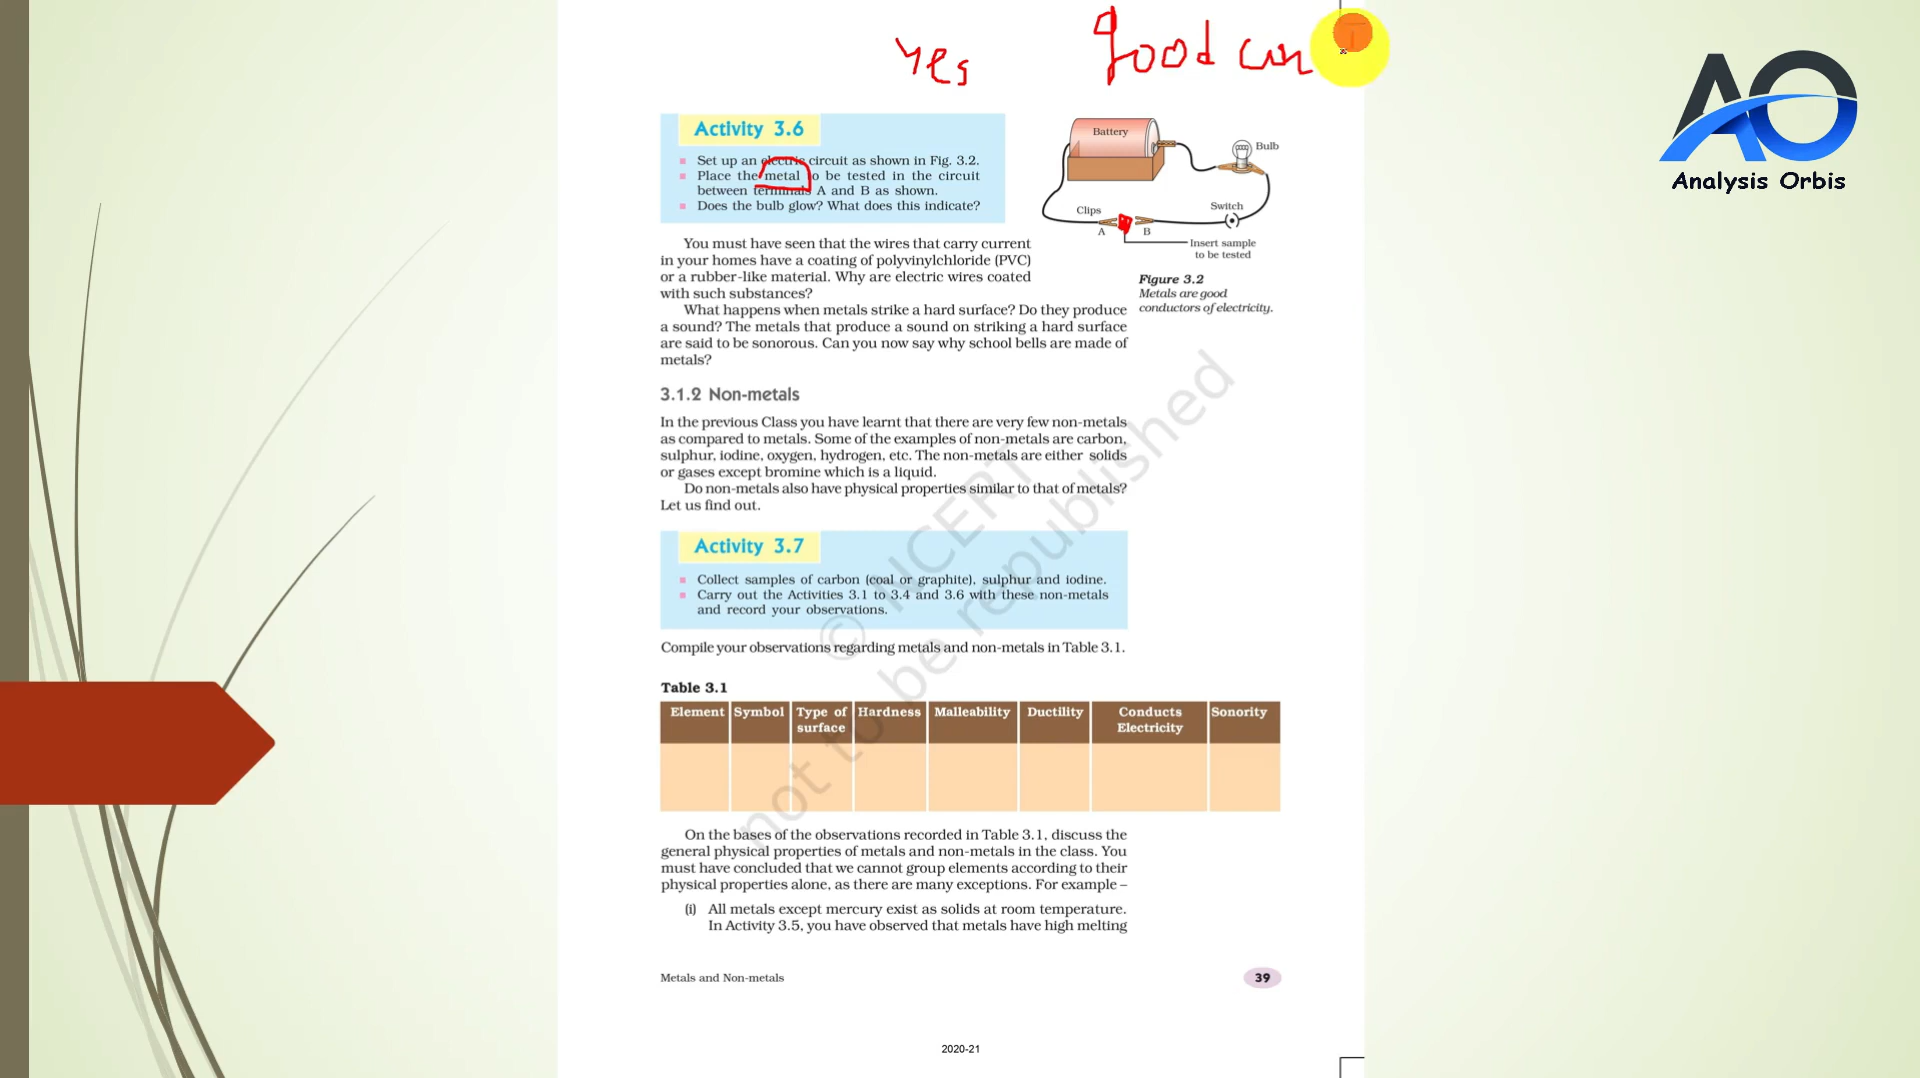 yes good con
Analysis Orbis
Activity 3.6
Set up an electric circuit as shown in Fig. 3.2.
Place the metal to be tested in the circuit
between terminals A and B as shown.
Does the bulb glow? What does this indicate?
Battery
Bulb
Clips
Switch
A
B
Insert sample
to be tested
Figure 3.2
Metals are good
conductors of electricity.
You must have seen that the wires that carry current
in your homes have a coating of polyvinylchloride (PVC)
or a rubber-like material. Why are electric wires coated
with such substances?
What happens when metals strike a hard surface? Do they produce
a sound? The metals that produce a sound on striking a hard surface
are said to be sonorous. Can you now say why school bells are made of
metals?
3.1.2 Non-metals
In the previous Class you have learnt that there are very few non-metals
as compared to metals. Some of the examples of non-metals are carbon,
sulphur, iodine, oxygen, hydrogen, etc. The non-metals are either solids
or gases except bromine which is a liquid.
Do non-metals also have physical properties similar to that of metals?
Let us find out.
Activity 3.7
Collect samples of carbon (coal or graphite), sulphur and iodine.
Carry out the Activities 3.1 to 3.4 and 3.6 with these non-metals
and record your observations.
Compile your observations regarding metals and non-metals in Table 3.1.
Table 3.1
Element Symbol Type of surface Hardness Malleability Ductility Conducts Electricity Sonority
On the bases of the observations recorded in Table 3.1, discuss the
general physical properties of metals and non-metals in the class. You
must have concluded that we cannot group elements according to their
physical properties alone, as there are many exceptions. For example –
(i) All metals except mercury exist as solids at room temperature.
In Activity 3.5, you have observed that metals have high melting
Metals and Non-metals
39
2020-21
© NCERT
not to be republished